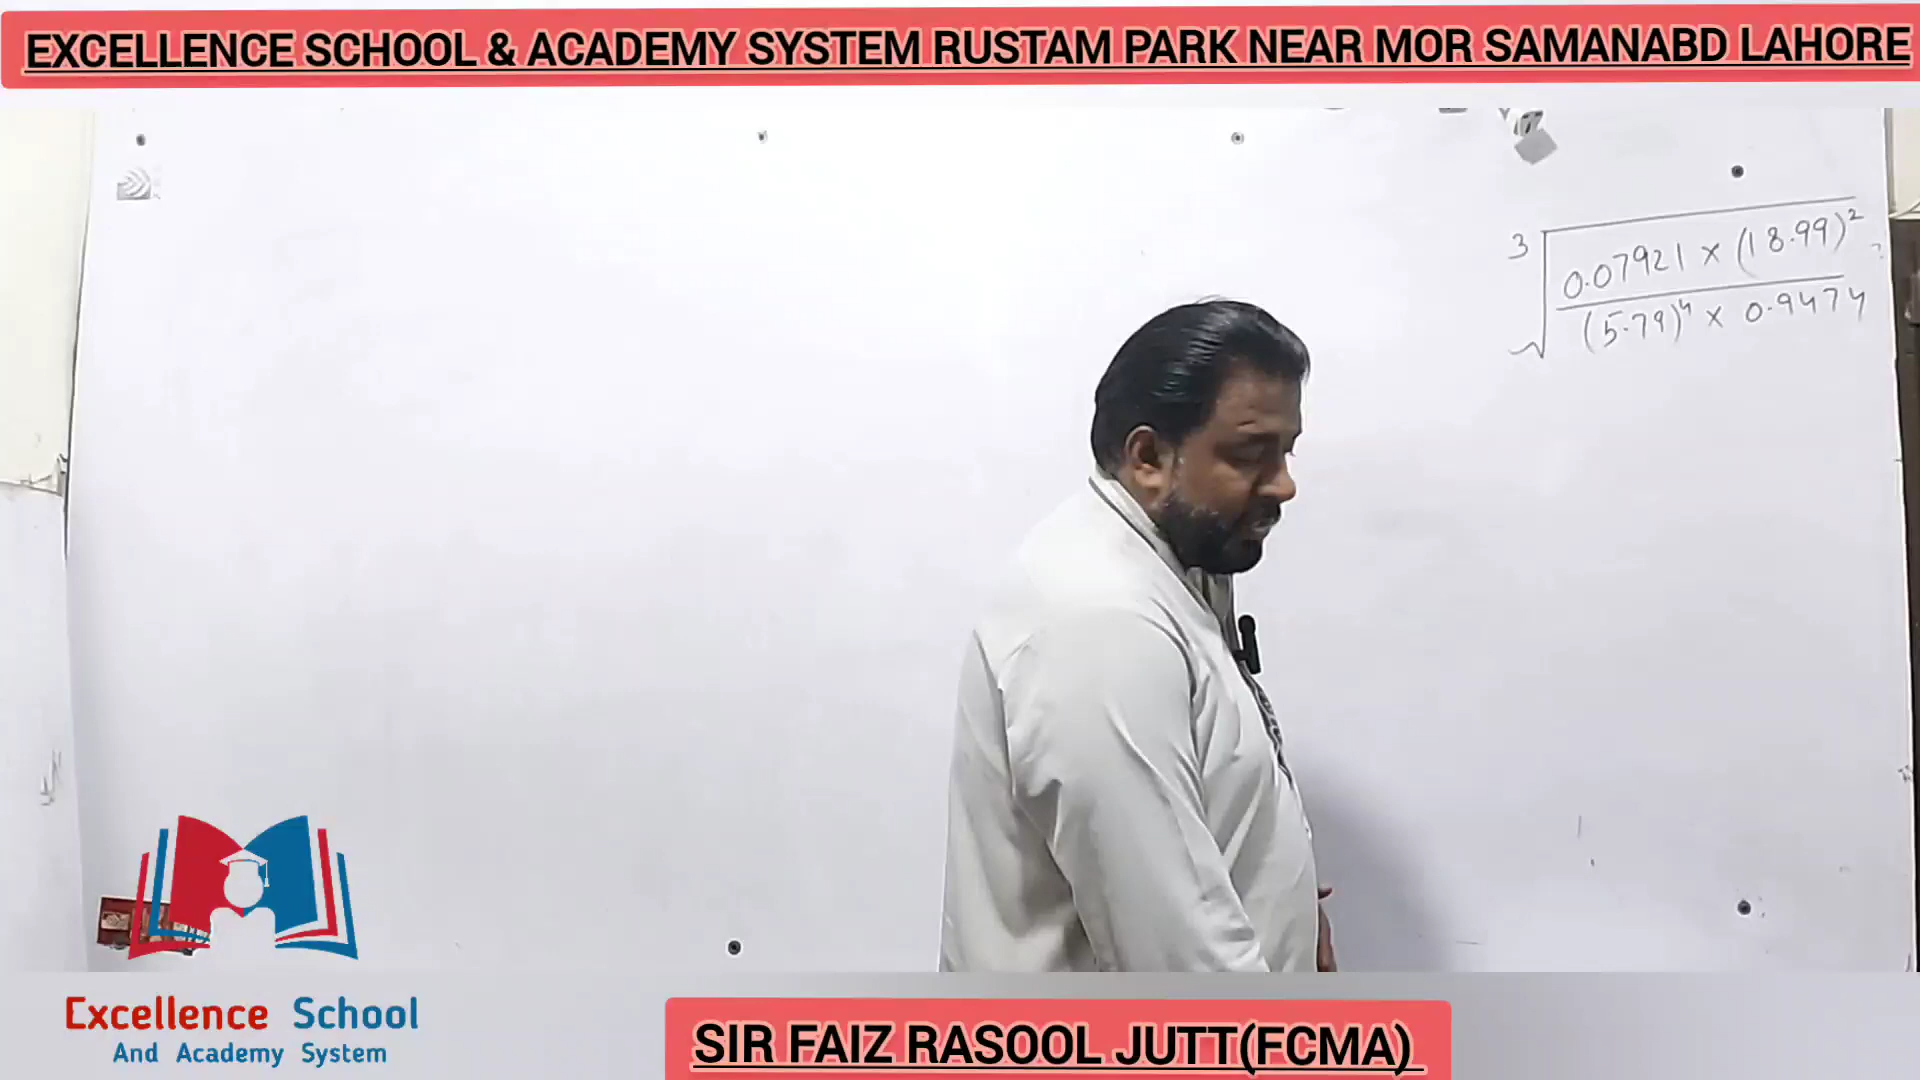 EXCELLENCE SCHOOL & ACADEMY SYSTEM RUSTAM PARK NEAR MOR SAMANABD LAHORE
3√
0.07921 × (18.99)²
(5.79)⁴ × 0.9474
Excellence School
And Academy System
SIR FAIZ RASOOL JUTT(FCMA)